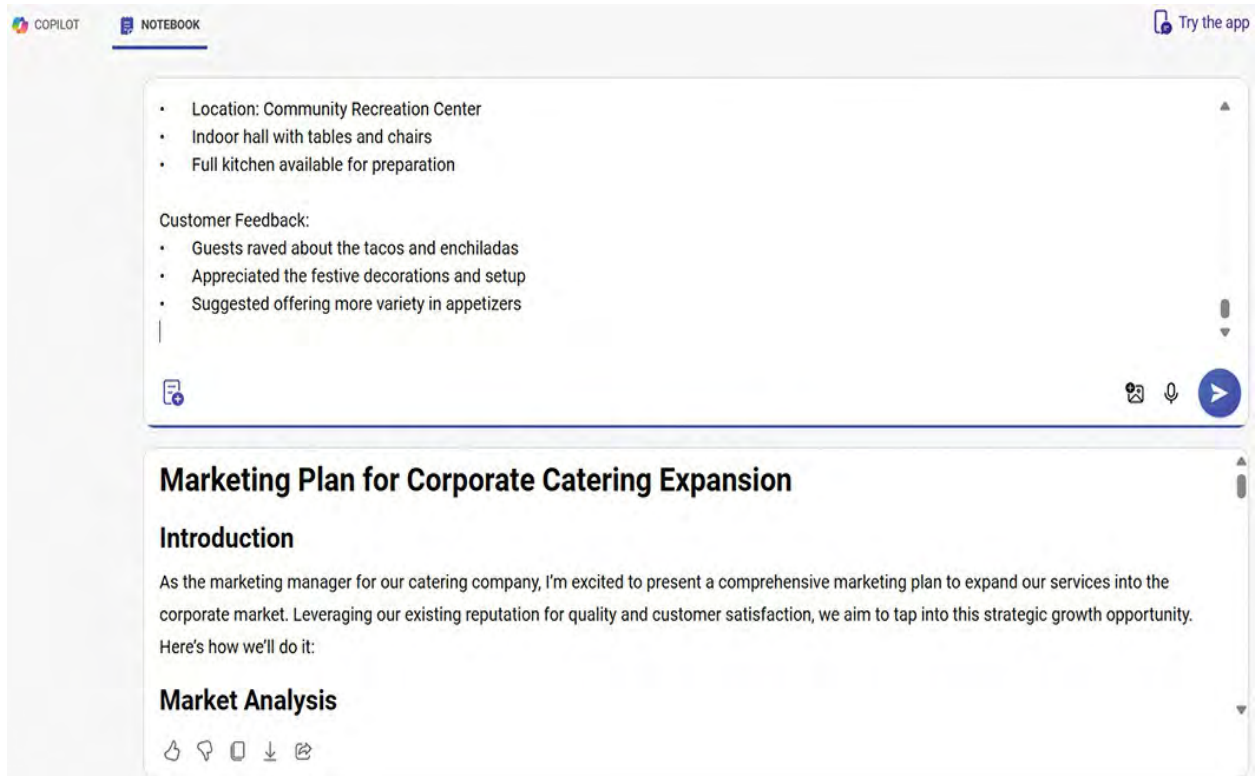 COPILOT
NOTEBOOK
Try the app
• Location: Community Recreation Center
• Indoor hall with tables and chairs
• Full kitchen available for preparation
Customer Feedback:
• Guests raved about the tacos and enchiladas
• Appreciated the festive decorations and setup
• Suggested offering more variety in appetizers
Marketing Plan for Corporate Catering Expansion
Introduction
As the marketing manager for our catering company, I'm excited to present a comprehensive marketing plan to expand our services into the
corporate market. Leveraging our existing reputation for quality and customer satisfaction, we aim to tap into this strategic growth opportunity.
Here's how we'll do it:
Market Analysis